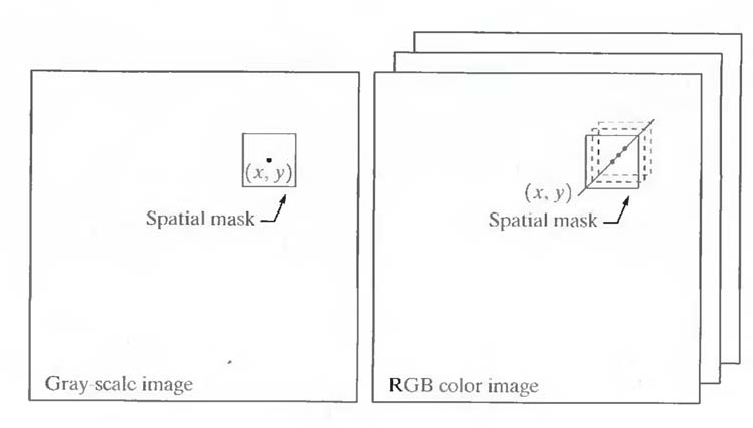 (x, y)
Spatial mask
Gray-scale image
(x, y)
Spatial mask
RGB color image